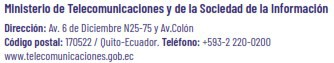 Ministerio de Telecomunicaciones y de la Sociedad de la Información
Dirección: Av. 6 de Diciembre N25-75 y Av.Colón
Código postal: 170522 / Quito-Ecuador. Teléfono: +593-2 220-0200
www.telecomunicaciones.gob.ec